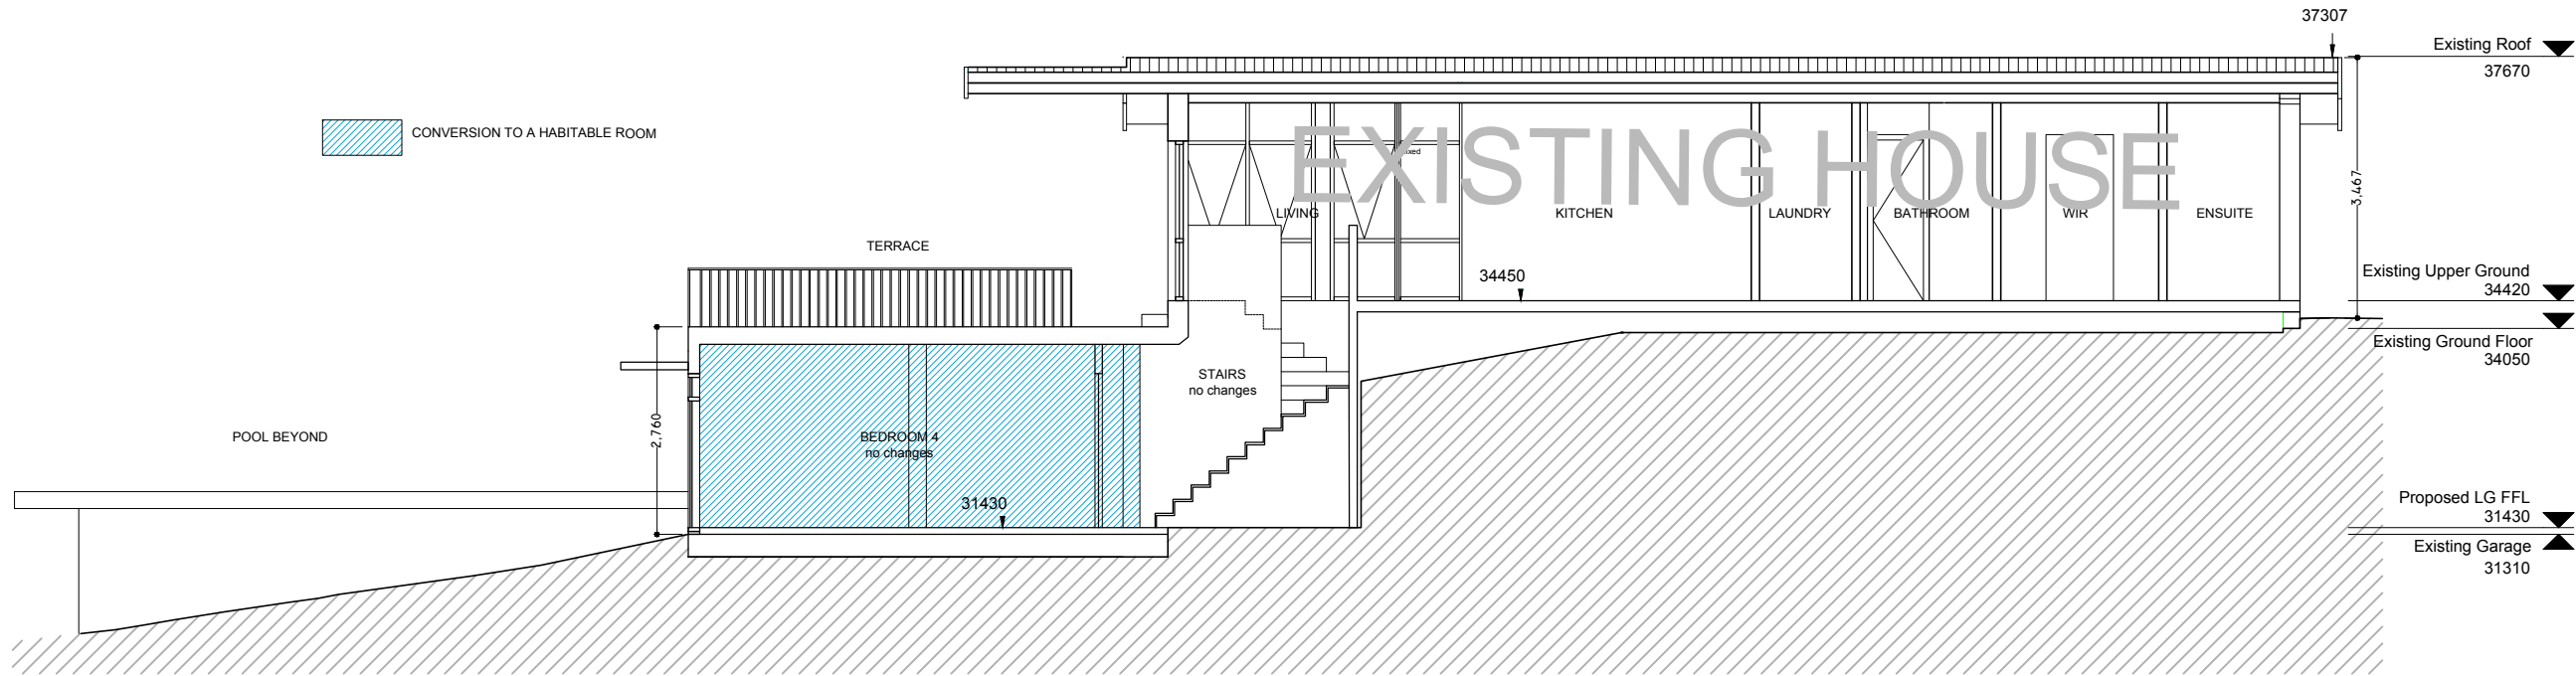 37307
Existing Roof
37670
CONVERSION TO A HABITABLE ROOM
EXISTING HOUSE
3,467
LIVING
KITCHEN
LAUNDRY
BATHROOM
WIR
ENSUITE
TERRACE
34450
Existing Upper Ground
34420
Existing Ground Floor
34050
STAIRS
no changes
2,760
POOL BEYOND
BEDROOM 4
no changes
31430
Proposed LG FFL
31430
Existing Garage
31310